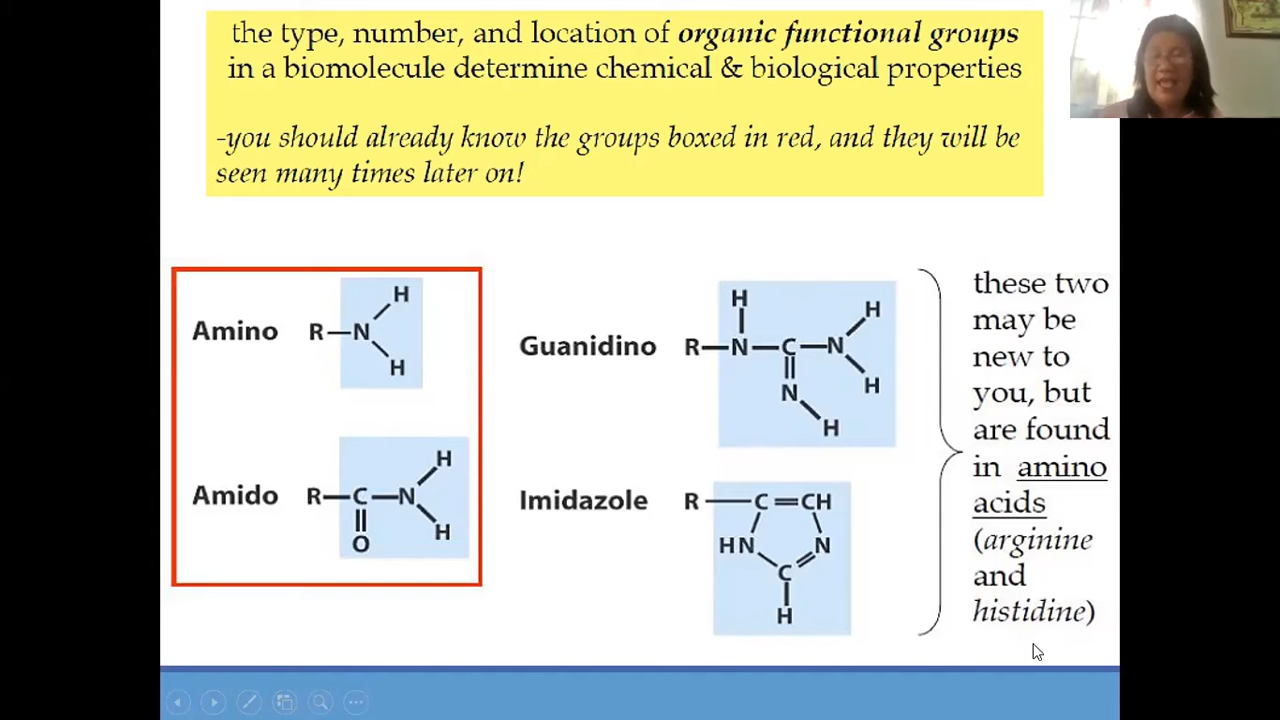 the type, number, and location of organic functional groups
in a biomolecule determine chemical & biological properties
-you should already know the groups boxed in red, and they will be
seen many times later on!
Amino R—N
H
H
Amido R—C—N
H
H
O
Guanidino R—N—C—N
H
H
H
N
H
Imidazole R—C=CH
HN
N
C
H
these two
may be
new to
you, but
are found
in amino
acids
(arginine
and
histidine)